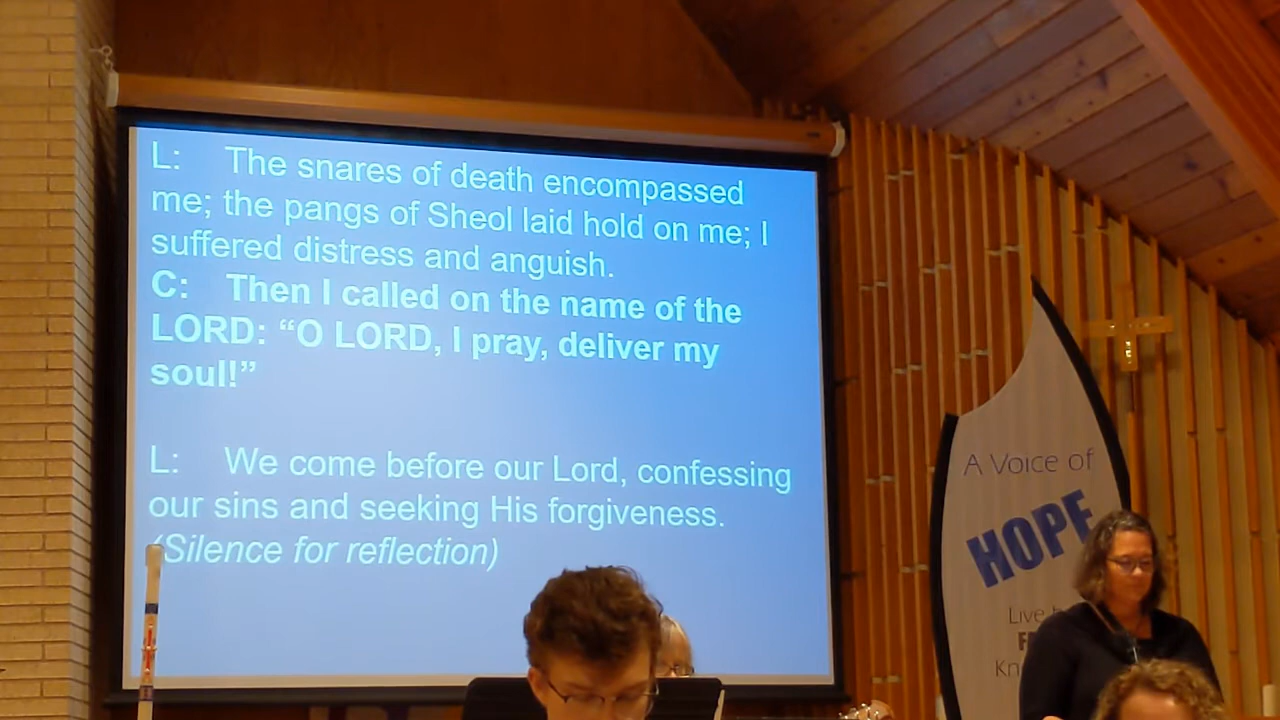 L: The snares of death encompassed
me; the pangs of Sheol laid hold on me; I
suffered distress and anguish.
C: Then I called on the name of the
LORD: “O LORD, I pray, deliver my
soul!”
L: We come before our Lord, confessing
our sins and seeking His forgiveness.
(Silence for reflection)
A Voice of
HOPE
Live